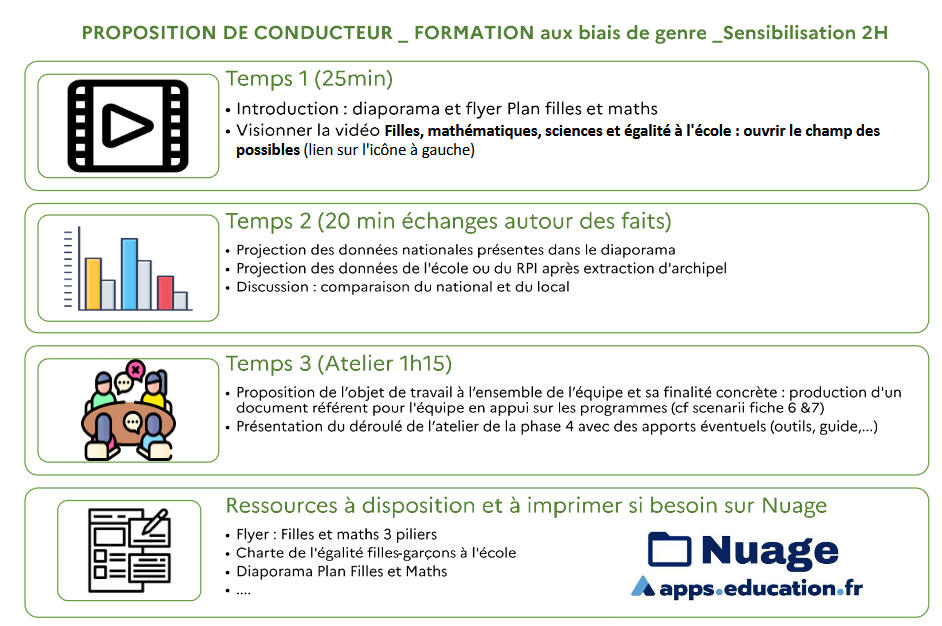 PROPOSITION DE CONDUCTEUR _ FORMATION aux biais de genre _Sensibilisation 2H
Temps 1 (25min)
• Introduction : diaporama et flyer Plan filles et maths
• Visionner la vidéo Filles, mathématiques, sciences et égalité à l'école : ouvrir le champ des
possibles (lien sur l'icône à gauche)
Temps 2 (20 min échanges autour des faits)
• Projection des données nationales présentes dans le diaporama
• Projection des données de l'école ou du RPI après extraction d'archipel
• Discussion : comparaison du national et du local
Temps 3 (Atelier 1h15)
• Proposition de l’objet de travail à l’ensemble de l’équipe et sa finalité concrète : production d'un
document référent pour l'équipe en appui sur les programmes (cf scenarii fiche 6 &7)
• Présentation du déroulé de l’atelier de la phase 4 avec des apports éventuels (outils, guide,...)
Ressources à disposition et à imprimer si besoin sur Nuage
• Flyer : Filles et maths 3 piliers
• Charte de l'égalité filles-garçons à l'école
• Diaporama Plan Filles et Maths
• ....
Nuage
apps.education.fr